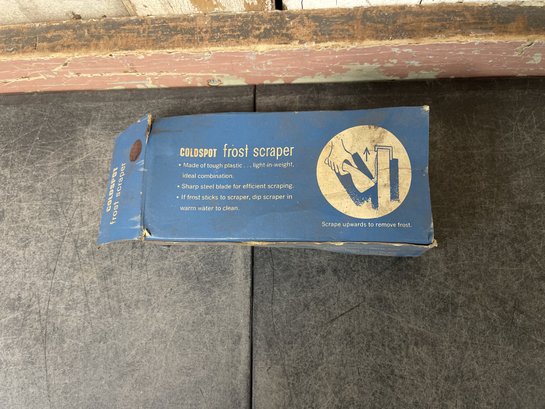 COLDSPOT
frost scraper
COLDSPOT frost scraper
• Made of tough plastic... light-in-weight,
ideal combination.
• Sharp steel blade for efficient scraping.
• If frost sticks to scraper, dip scraper in
warm water to clean.
Scrape upwards to remove frost.